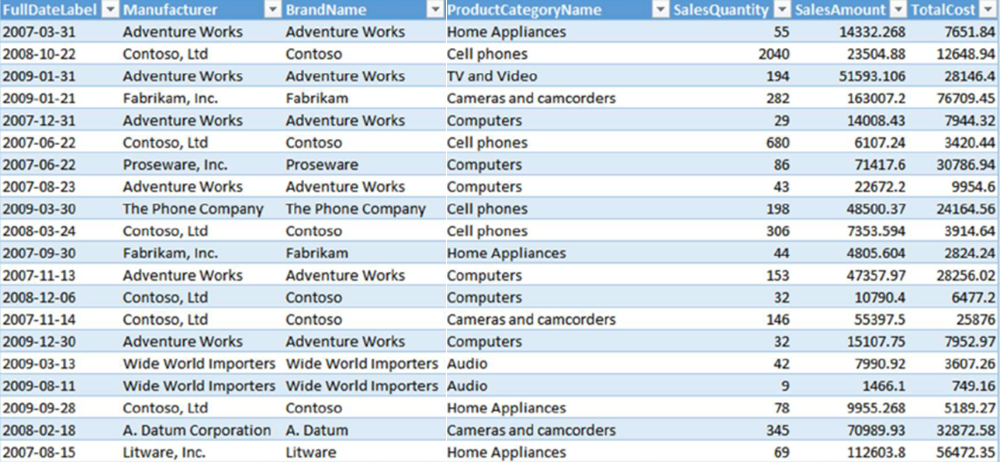 FullDateLabel Manufacturer BrandName ProductCategoryName SalesQuantity SalesAmount TotalCost
2007-03-31 Adventure Works Adventure Works Home Appliances 55 14332.268 7651.84
2008-10-22 Contoso, Ltd Contoso Cell phones 2040 23504.88 12648.94
2009-01-31 Adventure Works Adventure Works TV and Video 194 51593.106 28146.4
2009-01-21 Fabrikam, Inc. Fabrikam Cameras and camcorders 282 163007.2 76709.45
2007-12-31 Adventure Works Adventure Works Computers 29 14008.43 7944.32
2007-06-22 Contoso, Ltd Contoso Cell phones 680 6107.24 3420.44
2007-06-22 Proseware, Inc. Proseware Computers 86 71417.6 30786.94
2007-08-23 Adventure Works Adventure Works Computers 43 22672.2 9954.6
2009-03-30 The Phone Company The Phone Company Cell phones 198 48500.37 24164.56
2008-03-24 Contoso, Ltd Contoso Cell phones 306 7353.594 3914.64
2007-09-30 Fabrikam, Inc. Fabrikam Home Appliances 44 4805.604 2824.24
2007-11-13 Adventure Works Adventure Works Computers 153 47357.97 28256.02
2008-12-06 Contoso, Ltd Contoso Computers 32 10790.4 6477.2
2007-11-14 Contoso, Ltd Contoso Cameras and camcorders 146 55397.5 25876
2009-12-30 Adventure Works Adventure Works Computers 32 15107.75 7952.97
2009-03-13 Wide World Importers Wide World Importers Audio 42 7990.92 3607.26
2009-08-11 Wide World Importers Wide World Importers Audio 9 1466.1 749.16
2009-09-28 Contoso, Ltd Contoso Home Appliances 78 9955.268 5189.27
2008-02-18 A. Datum Corporation A. Datum Cameras and camcorders 345 70989.93 32872.58
2007-08-15 Litware, Inc. Litware Home Appliances 69 112603.8 56472.35